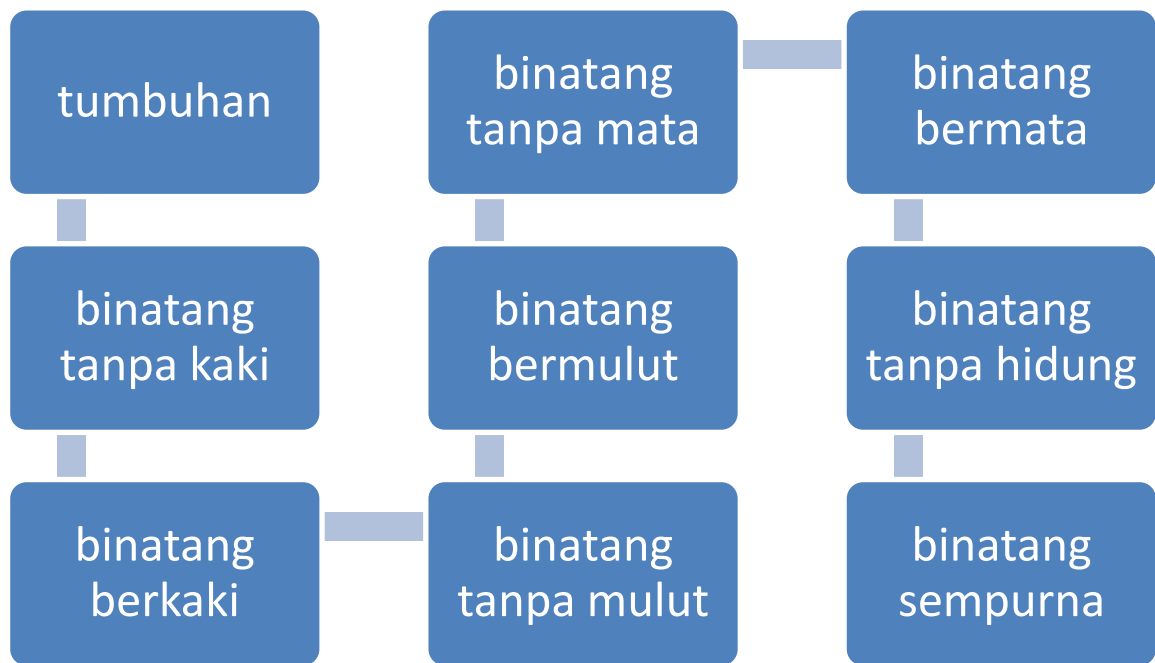 tumbuhan
binatang
tanpa kaki
binatang
berkaki
binatang
tanpa mulut
binatang
bermulut
binatang
tanpa mata
binatang
bermata
binatang
tanpa hidung
binatang
sempurna